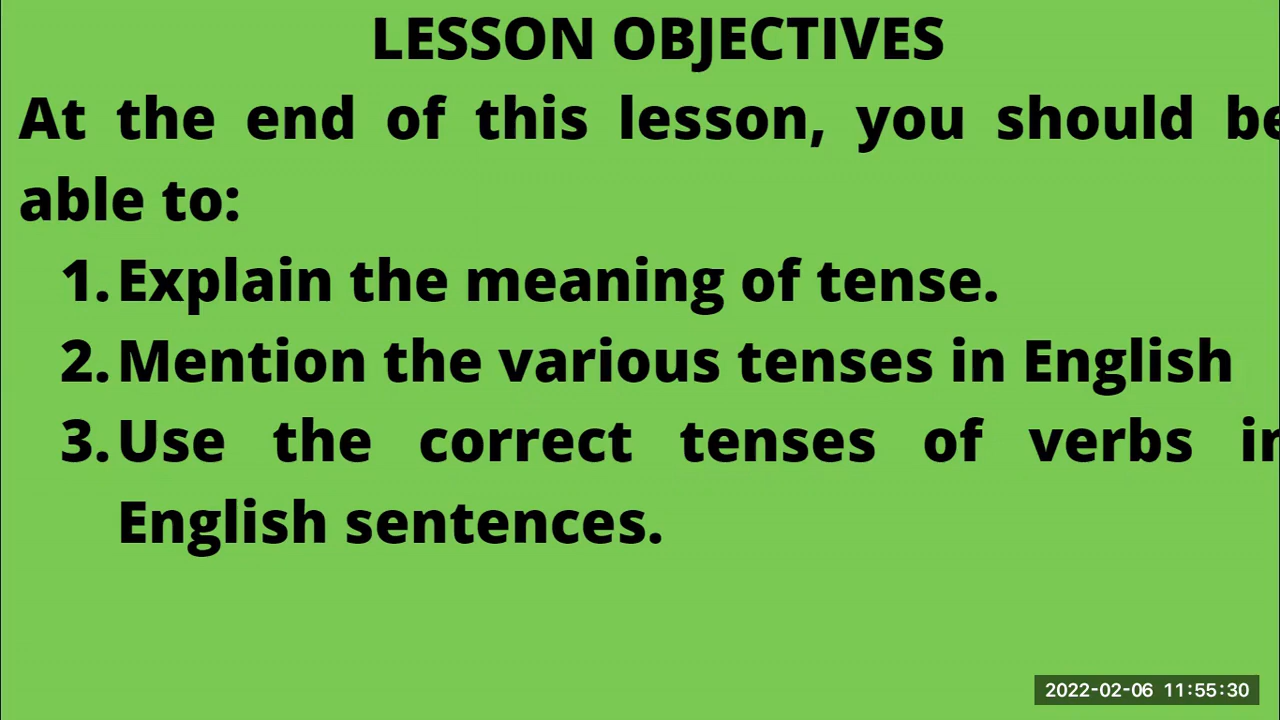 LESSON OBJECTIVES
At the end of this lesson, you should be
able to:
1. Explain the meaning of tense.
2. Mention the various tenses in English
3. Use the correct tenses of verbs in
English sentences.
2022-02-06 11:55:30